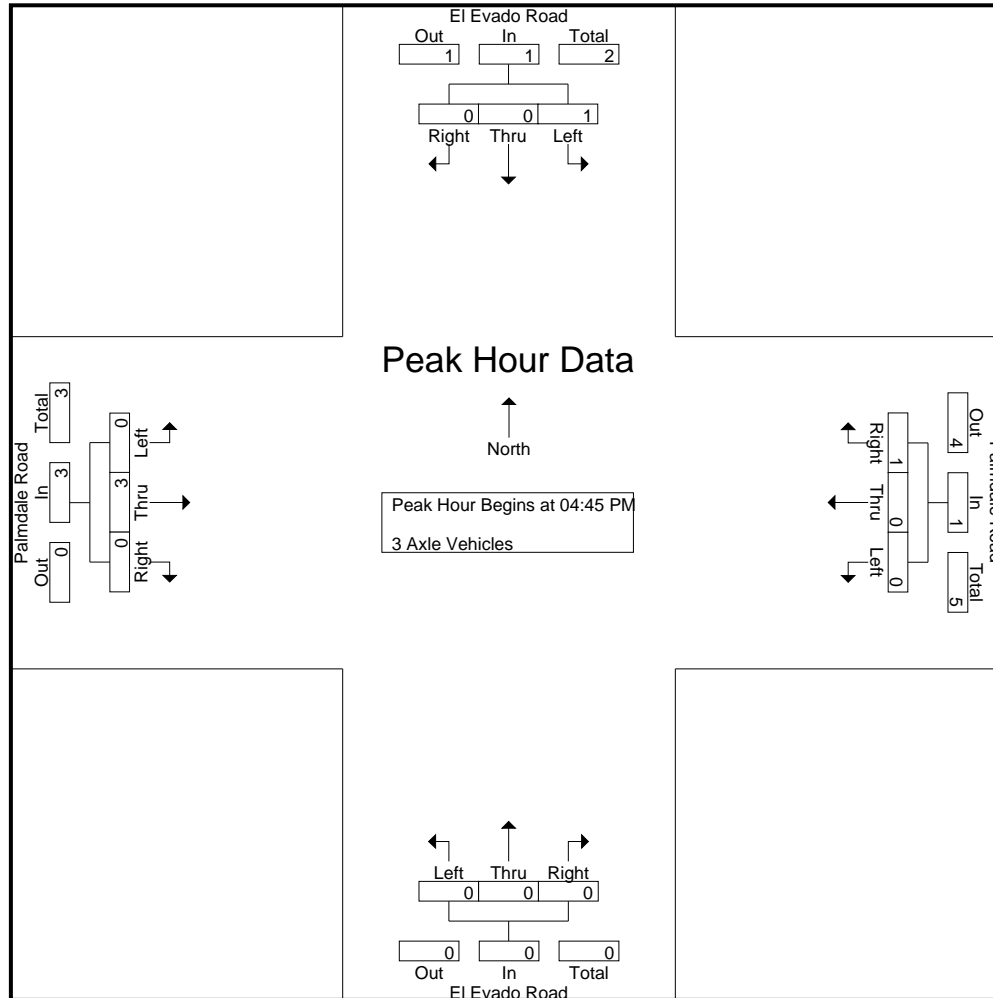 El Evado Road
Out In Total
1 1 2
0 0 1
Right Thru Left
Peak Hour Data
North
Peak Hour Begins at 04:45 PM
3 Axle Vehicles
Palmdale Road
Total In Out
3 3 0
0 3 0
Left Thru Right
Right Thru Left
1 0 0
4 1 5
Out In Total
Palmdale Road
Left Thru Right
0 0 0
0 0 0
Out In Total
El Evado Road